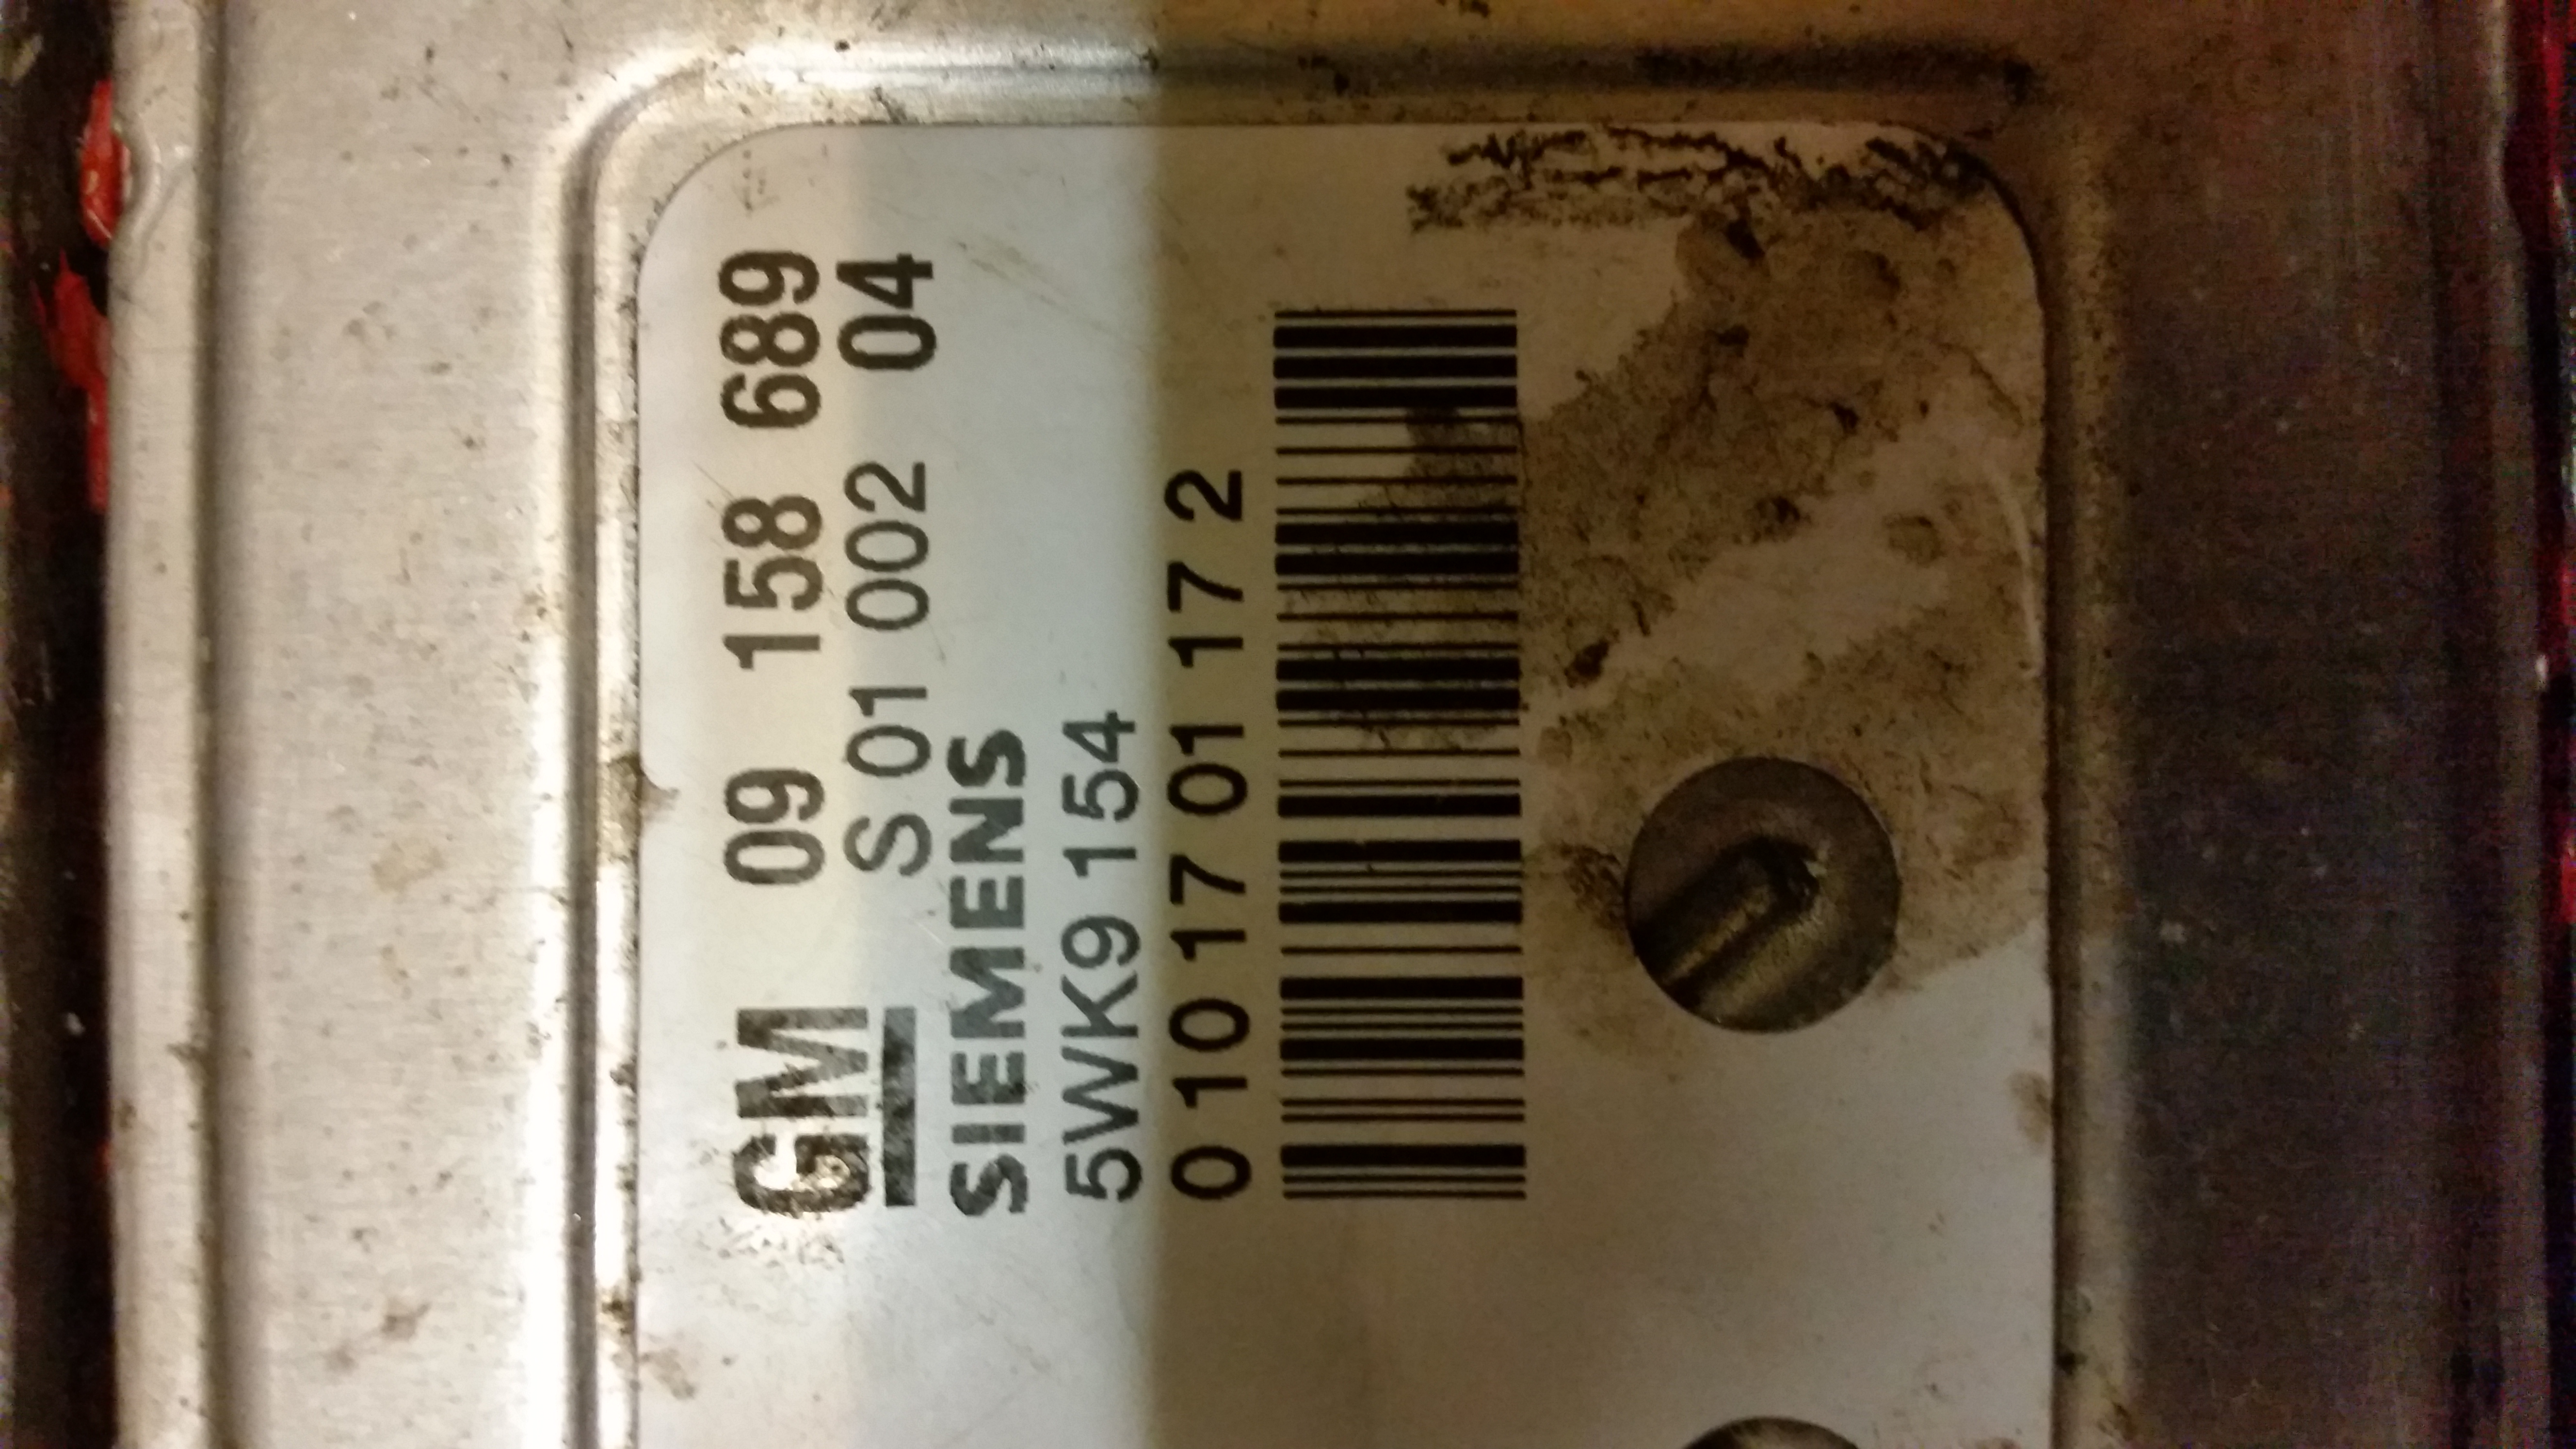 GM 09 158 689
S 01 002 04
SIEMENS
5WK9 154
0 10 17 01 17 2